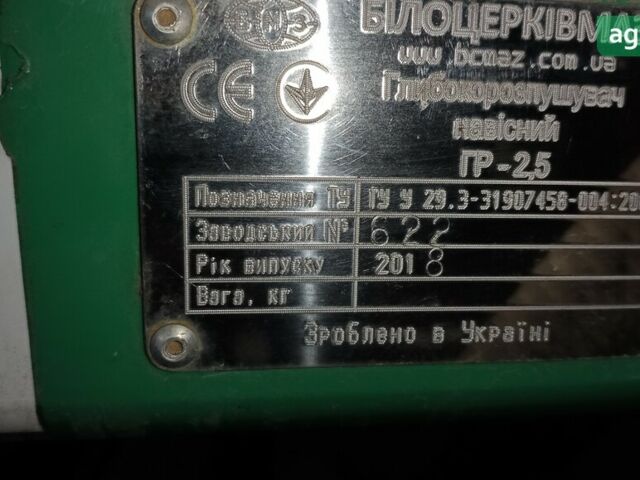 БМЗ БІЛОЦЕРКІВМА
ag
www.bcmaz.com.ua
CE Глибокорозпушувач
навісний
ГР-2,5
Позначення ТУ ТУ У 29.3-31907458-004:20
Заводський № 622
Рік випуску 2018
Вага, кг
Зроблено в Україні